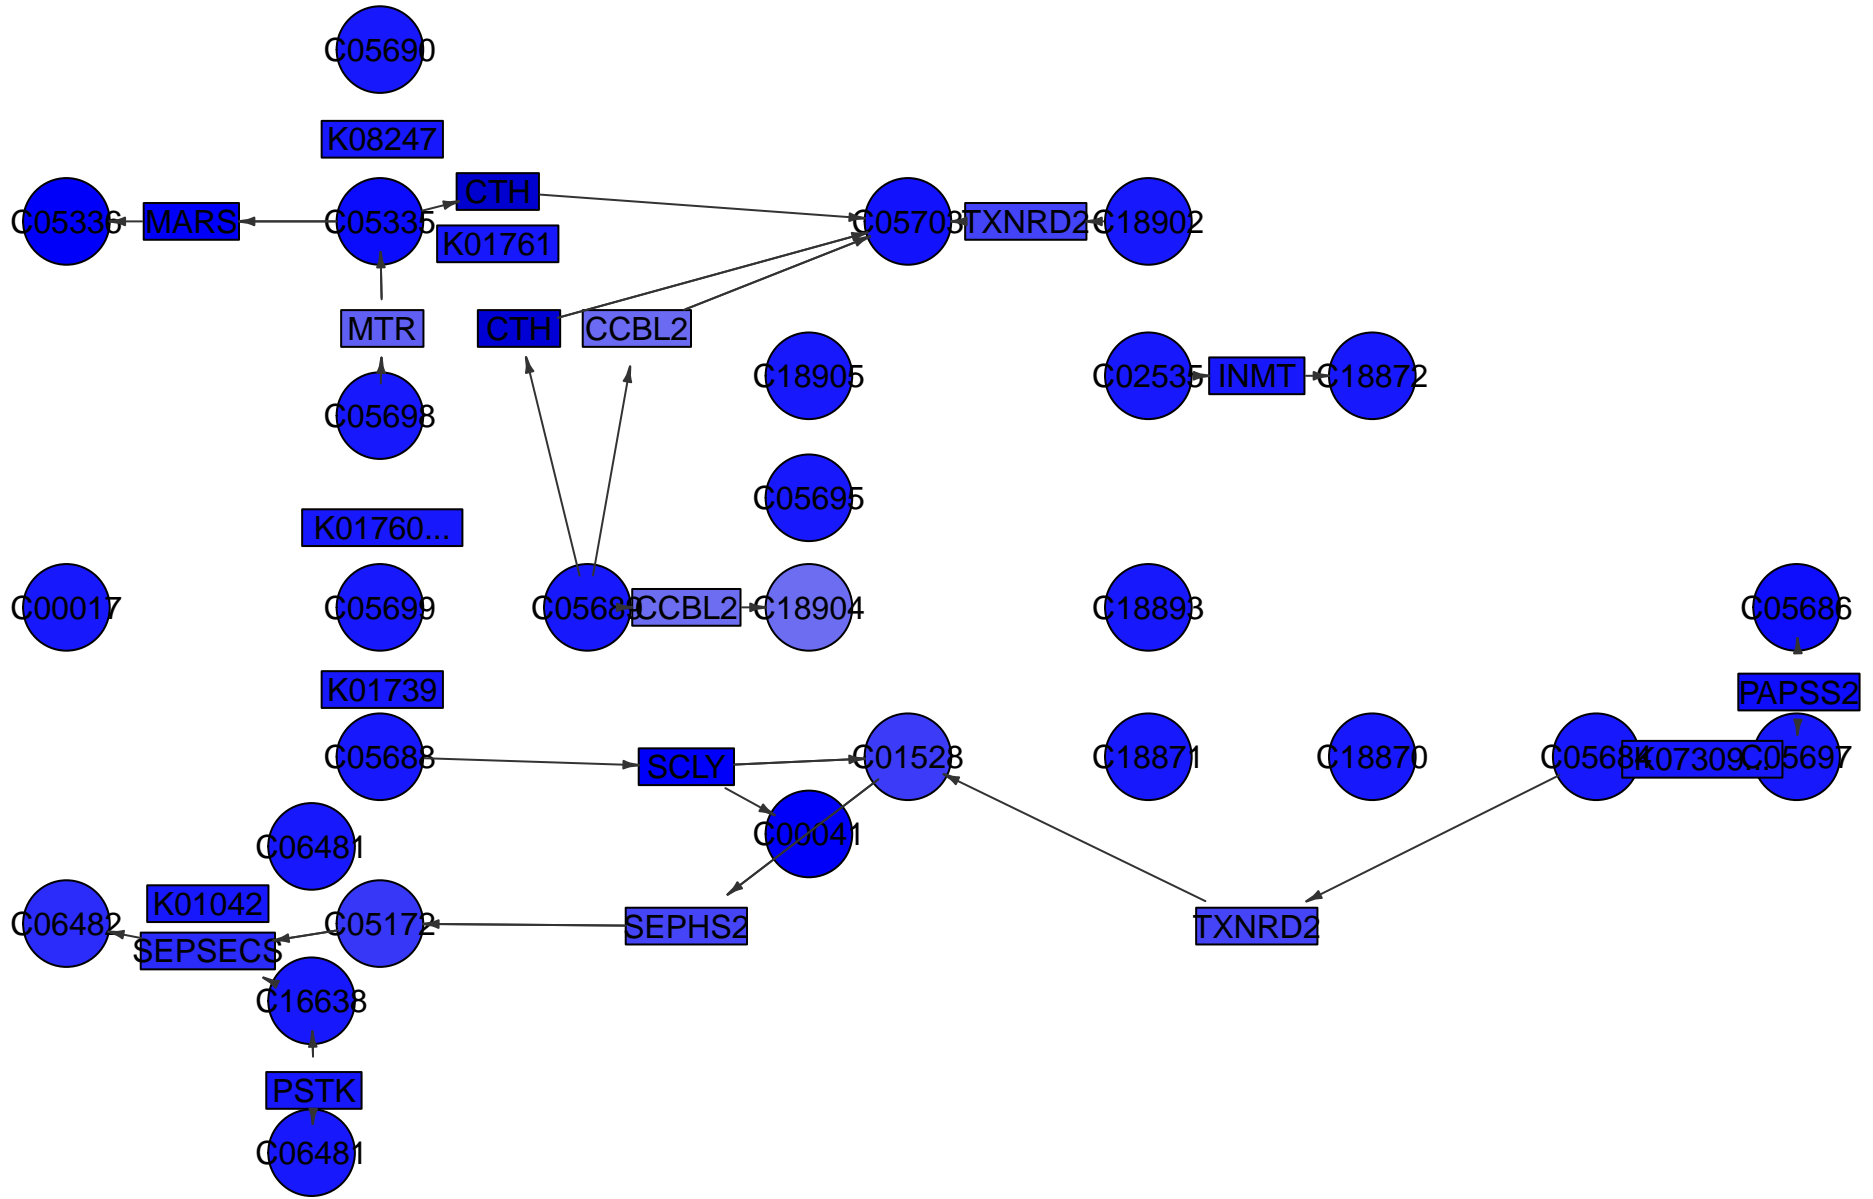 C05690
K08247
CTH
C05336
MARS
C05335
C05703
TXNRD2
C18902
K01761
MTR
CTH
CCBL2
C18905
C02535
INMT
C18872
C05698
C05695
K01760...
C00017
C05699
C05689
CCBL2
C18904
C18893
C05686
K01739
PAPSS2
C05688
SCLY
C01528
C18871
C18870
C05684
K07309...
C05697
C00041
C06481
K01042
C06482
C05172
SEPHS2
TXNRD2
SEPSECS
C16638
PSTK
C06481